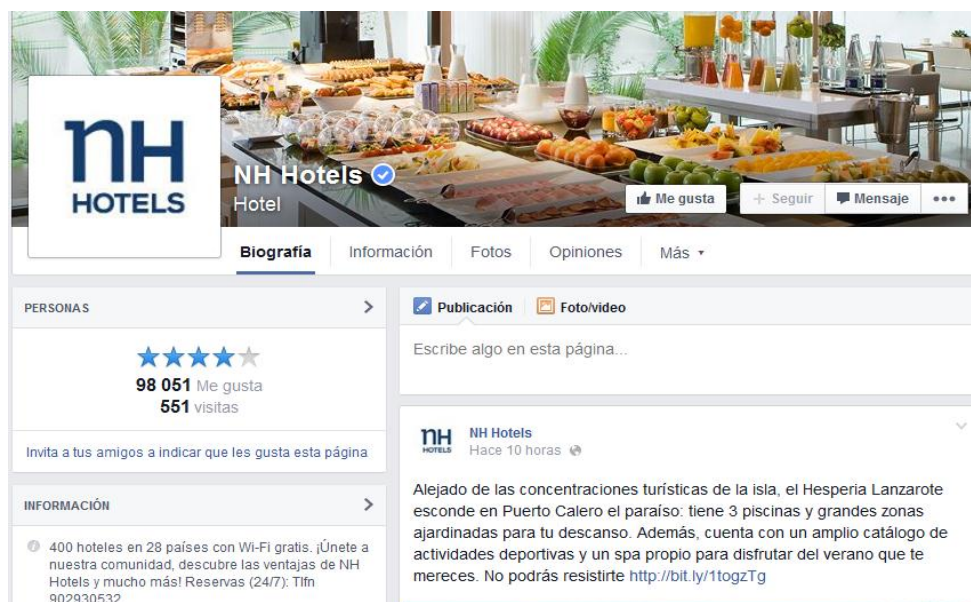 nH
HOTELS
NH Hotels
Hotel
Me gusta
+ Seguir
Mensaje
Biografía
Información
Fotos
Opiniones
Más
PERSONAS
98 051 Me gusta
551 visitas
Invita a tus amigos a indicar que les gusta esta página
INFORMACIÓN
400 hoteles en 28 países con Wi-Fi gratis. ¡Únete a
nuestra comunidad, descubre las ventajas de NH
Hotels y mucho más! Reservas (24/7): Tlfn
902930532
Publicación
Foto/video
Escribe algo en esta página...
nH
HOTELS
NH Hotels
Hace 10 horas
Alejado de las concentraciones turísticas de la isla, el Hesperia Lanzarote
esconde en Puerto Calero el paraíso: tiene 3 piscinas y grandes zonas
ajardinadas para tu descanso. Además, cuenta con un amplio catálogo de
actividades deportivas y un spa propio para disfrutar del verano que te
mereces. No podrás resistirte http://bit.ly/1togzTg